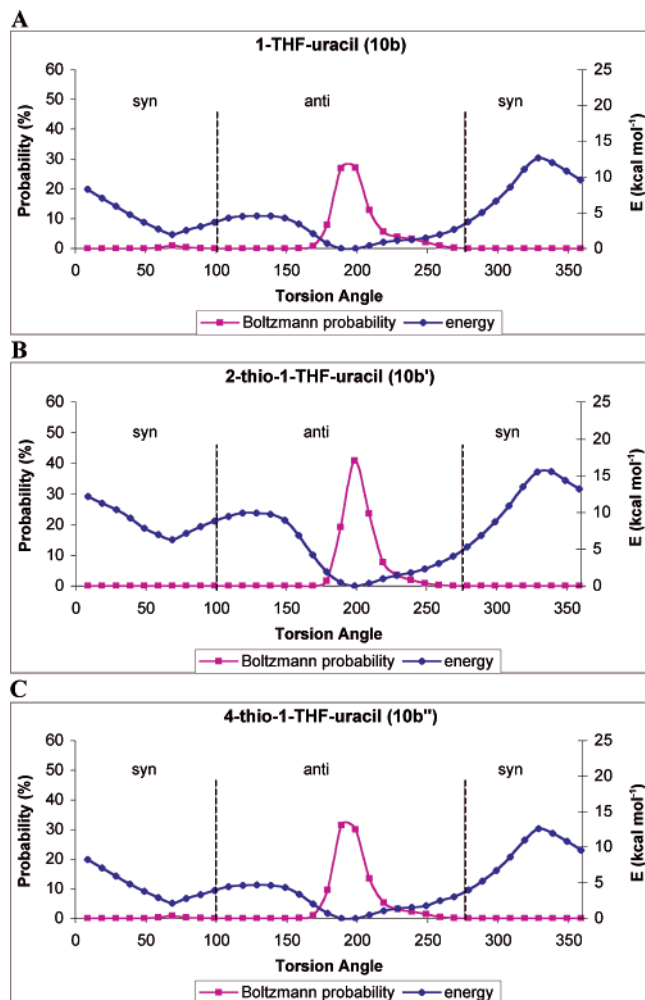 A
1-THF-uracil (10b)
60 50 40 30 20 10 0
Probability (%)
syn anti syn
25 20 15 10 5 0
E (kcal mol⁻¹)
0 50 100 150 200 250 300 350
Torsion Angle
Boltzmann probability energy
B
2-thio-1-THF-uracil (10b')
60 50 40 30 20 10 0
Probability (%)
syn anti syn
25 20 15 10 5 0
E (kcal mol⁻¹)
0 50 100 150 200 250 300 350
Torsion Angle
Boltzmann probability energy
C
4-thio-1-THF-uracil (10b'')
60 50 40 30 20 10 0
Probability (%)
syn anti syn
25 20 15 10 5 0
E (kcal mol⁻¹)
0 50 100 150 200 250 300 350
Torsion Angle
Boltzmann probability energy